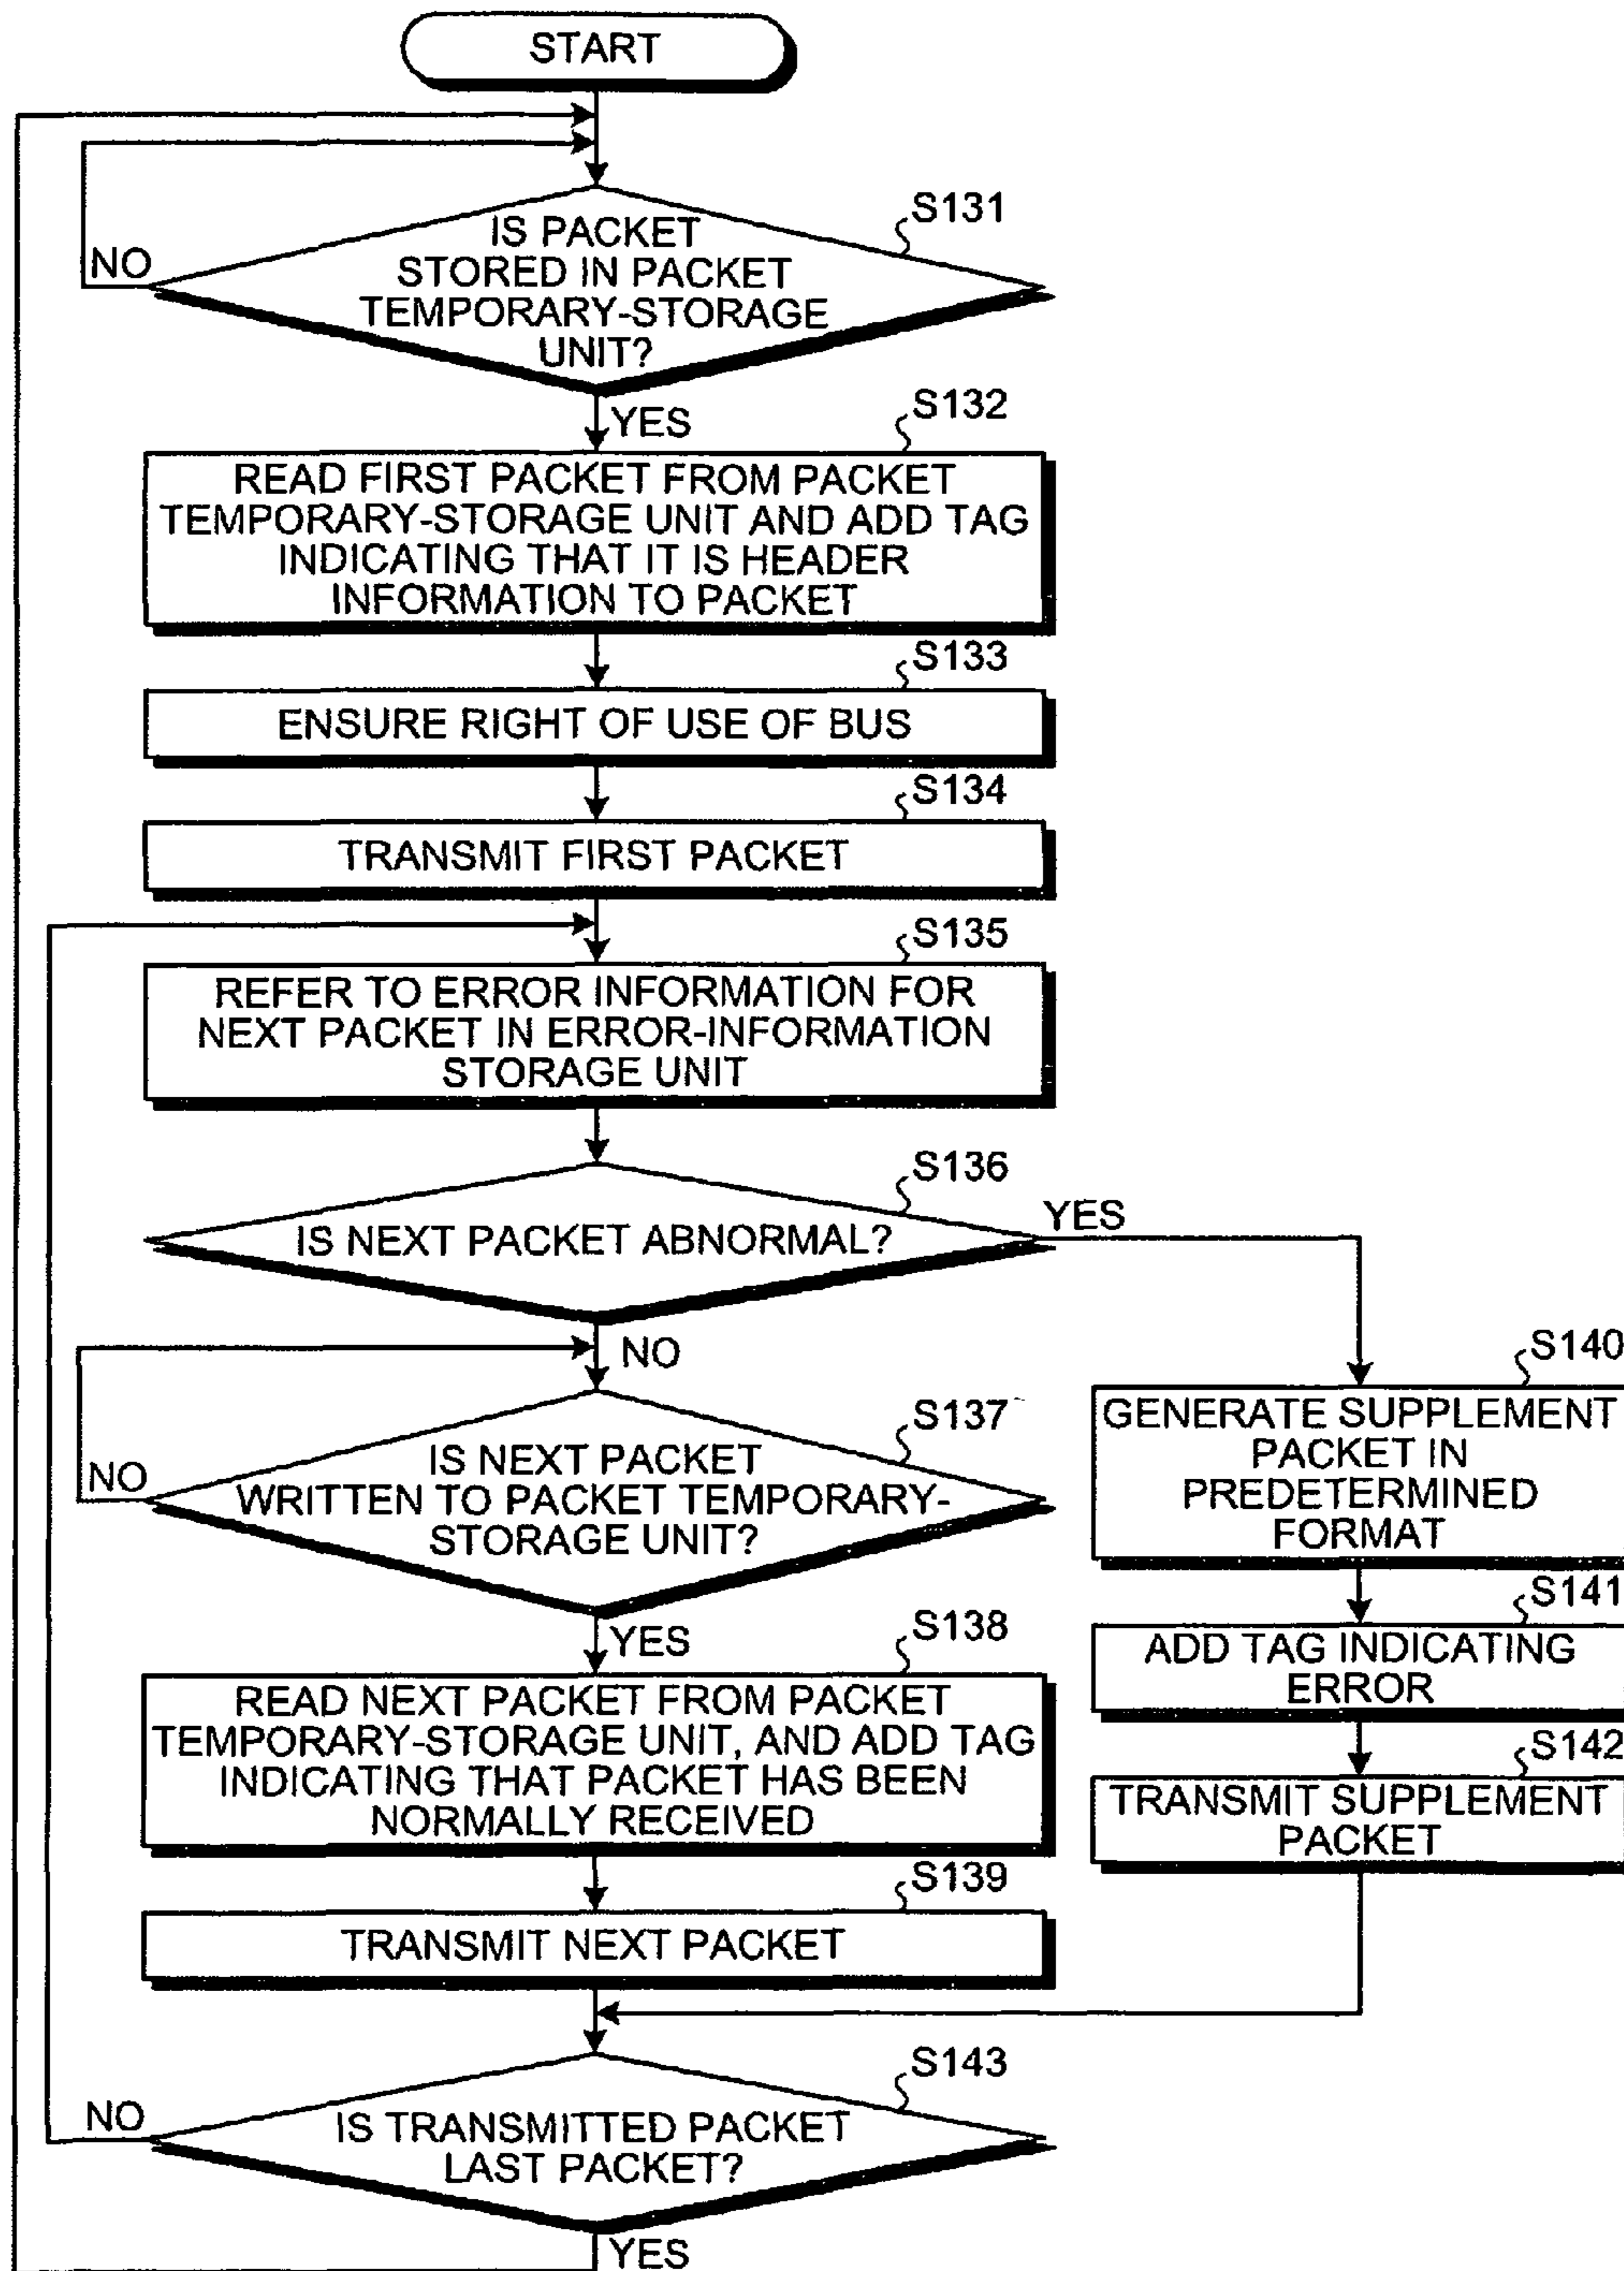 START
S131
IS PACKET
STORED IN PACKET
TEMPORARY-STORAGE
UNIT?
NO
YES
S132
READ FIRST PACKET FROM PACKET
TEMPORARY-STORAGE UNIT AND ADD TAG
INDICATING THAT IT IS HEADER
INFORMATION TO PACKET
S133
ENSURE RIGHT OF USE OF BUS
S134
TRANSMIT FIRST PACKET
S135
REFER TO ERROR INFORMATION FOR
NEXT PACKET IN ERROR-INFORMATION
STORAGE UNIT
S136
IS NEXT PACKET ABNORMAL?
YES
NO
S137
IS NEXT PACKET
WRITTEN TO PACKET TEMPORARY-
STORAGE UNIT?
NO
YES
S138
READ NEXT PACKET FROM PACKET
TEMPORARY-STORAGE UNIT, AND ADD TAG
INDICATING THAT PACKET HAS BEEN
NORMALLY RECEIVED
S139
TRANSMIT NEXT PACKET
S140
GENERATE SUPPLEMENT
PACKET IN
PREDETERMINED
FORMAT
S141
ADD TAG INDICATING
ERROR
S142
TRANSMIT SUPPLEMENT
PACKET
S143
IS TRANSMITTED PACKET
LAST PACKET?
NO
YES